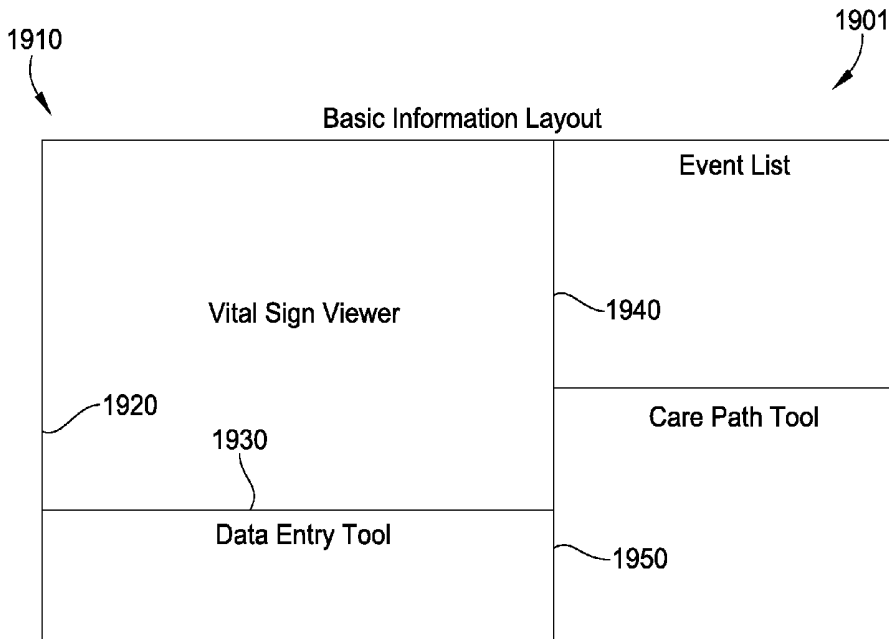 1910
1901
Basic Information Layout
Event List
Vital Sign Viewer
1940
1920
Care Path Tool
1930
Data Entry Tool
1950